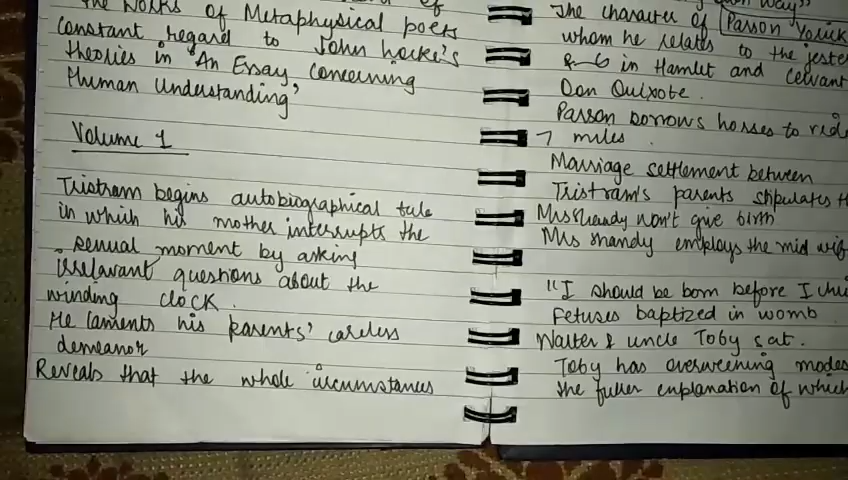 the Works of Metaphysical poets
constant regard to John Locke's
theories in 'An Essay Concerning
Human Understanding'
Volume 1
Tristram begins autobiographical tale
in which his mother interrupts the
sexual moment by asking
irrelavant questions about the
winding clock.
He laments his parents' careless
demeanor
Reveals that the whole circumstances
way"
The character of Parson Yorick
whom he relates to the jeste
in Hamlet and Cervant
Don Quixote.
Parson borrows horses to ride
7 miles.
Marriage settlement between
Tristram's parents stipulates th
Mrs shandy won't give birth
Mrs shandy employs the mid wif
"I should be born before I
Fetuses baptized in womb
Walter & uncle Toby sat.
Toby has overweening modes
the fuller explanation of which